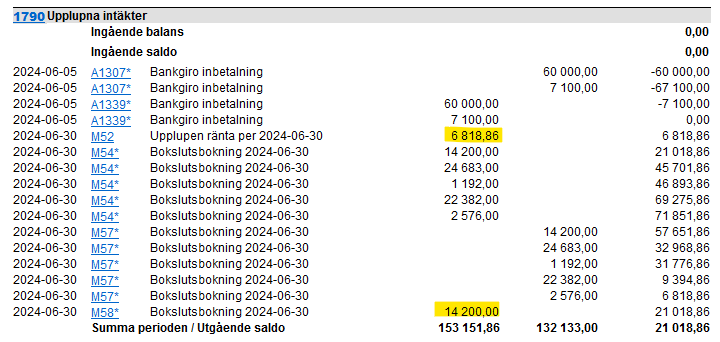 1790 Upplupna intäkter
Ingående balans 0,00
Ingående saldo 0,00
2024-06-05 A1307* Bankgiro inbetalning 60 000,00 -60 000,00
2024-06-05 A1307* Bankgiro inbetalning 7 100,00 -67 100,00
2024-06-05 A1339* Bankgiro inbetalning 60 000,00 -7 100,00
2024-06-05 A1339* Bankgiro inbetalning 7 100,00 0,00
2024-06-30 M52 Upplupen ränta per 2024-06-30 6 818,86 6 818,86
2024-06-30 M54* Bokslutsbokning 2024-06-30 14 200,00 21 018,86
2024-06-30 M54* Bokslutsbokning 2024-06-30 24 683,00 45 701,86
2024-06-30 M54* Bokslutsbokning 2024-06-30 1 192,00 46 893,86
2024-06-30 M54* Bokslutsbokning 2024-06-30 22 382,00 69 275,86
2024-06-30 M54* Bokslutsbokning 2024-06-30 2 576,00 71 851,86
2024-06-30 M57* Bokslutsbokning 2024-06-30 14 200,00 57 651,86
2024-06-30 M57* Bokslutsbokning 2024-06-30 24 683,00 32 968,86
2024-06-30 M57* Bokslutsbokning 2024-06-30 1 192,00 31 776,86
2024-06-30 M57* Bokslutsbokning 2024-06-30 22 382,00 9 394,86
2024-06-30 M57* Bokslutsbokning 2024-06-30 2 576,00 6 818,86
2024-06-30 M58* Bokslutsbokning 2024-06-30 14 200,00 21 018,86
Summa perioden / Utgående saldo 153 151,86 132 133,00 21 018,86